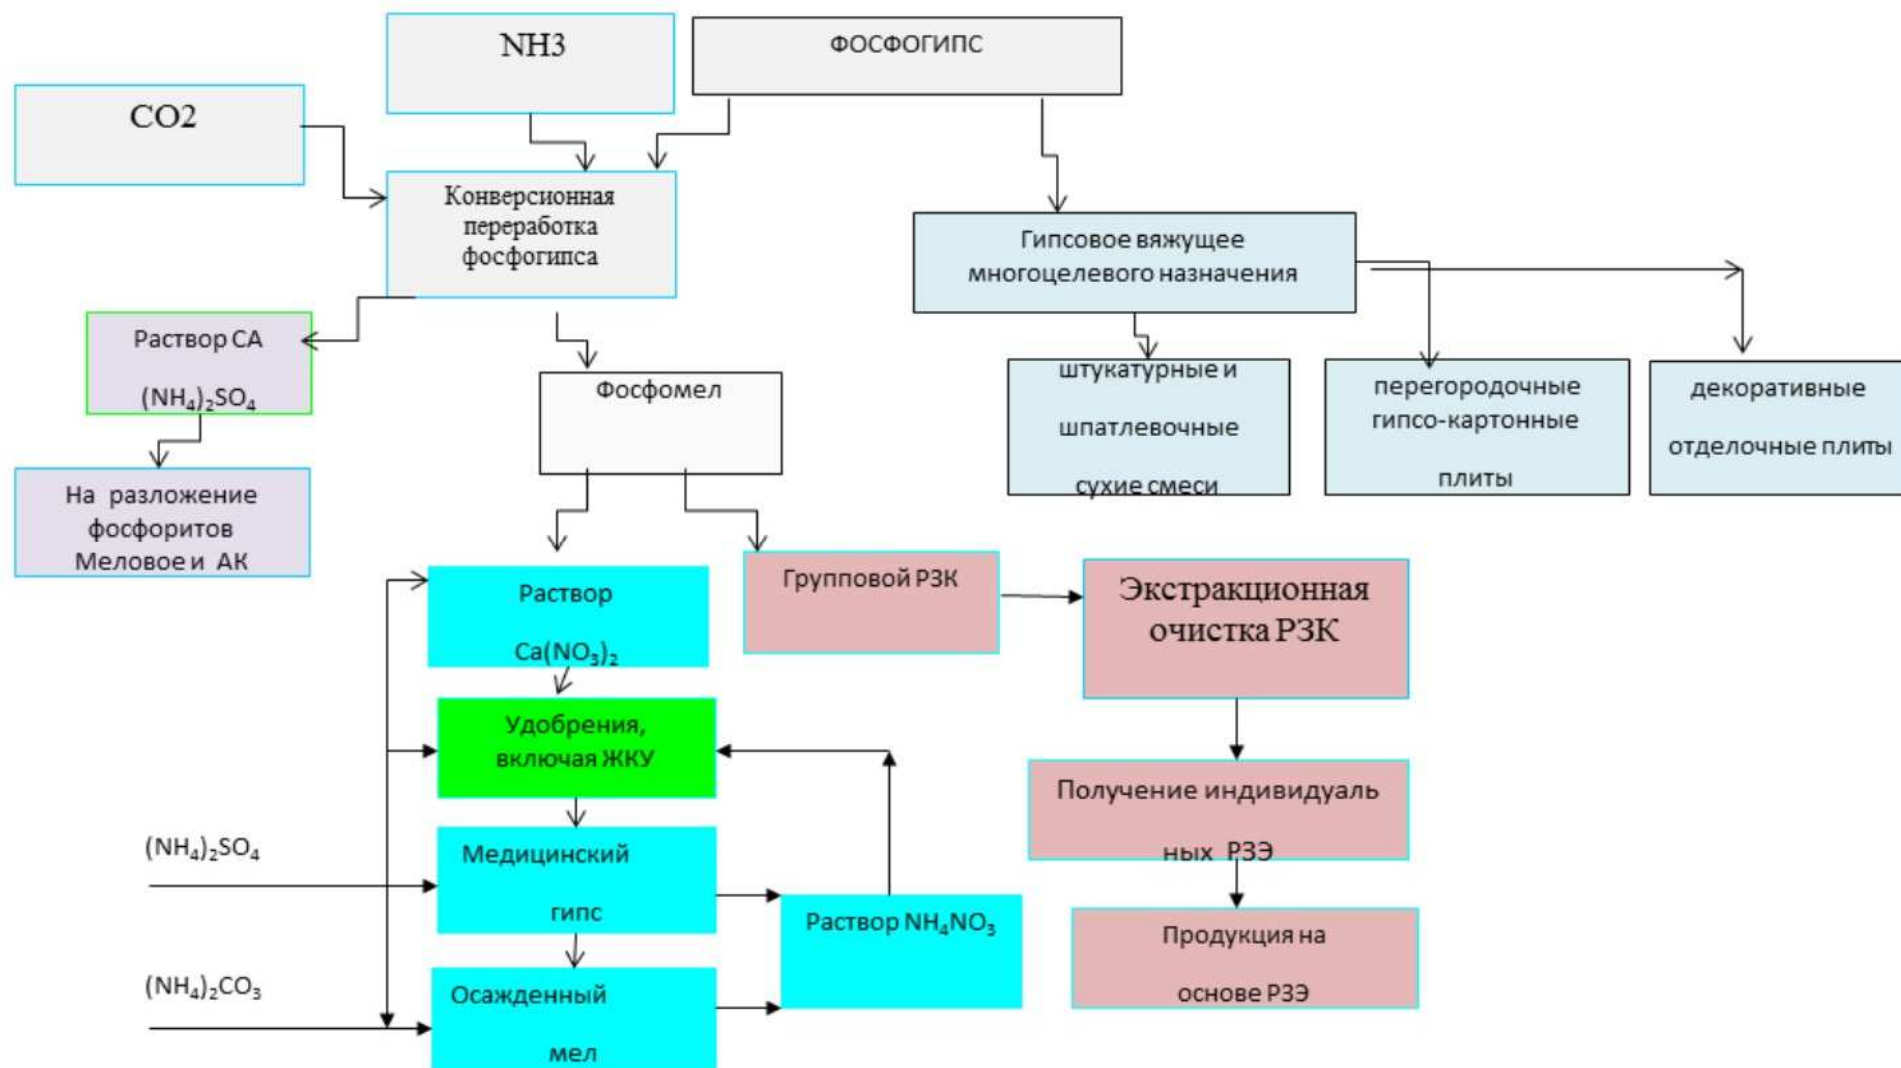 NH3
ФОСФОГИПС
CO2
Конверсионная
переработка
фосфогипса
Гипсовое вяжущее
многоцелевого назначения
Раствор СА
(NH₄)₂SO₄
Фосфомел
штукатурные и
шпатлевочные
сухие смеси
перегородочные
гипсо-картонные
плиты
декоративные
отделочные плиты
На разложение
фосфоритов
Меловое и АК
Раствор
Ca(NO₃)₂
Групповой РЗК
Экстракционная
очистка РЗК
Удобрения,
включая ЖКУ
Получение индивидуаль
ных РЗЭ
(NH₄)₂SO₄
Медицинский
гипс
Раствор NH₄NO₃
Продукция на
основе РЗЭ
(NH₄)₂CO₃
Осажденный
мел